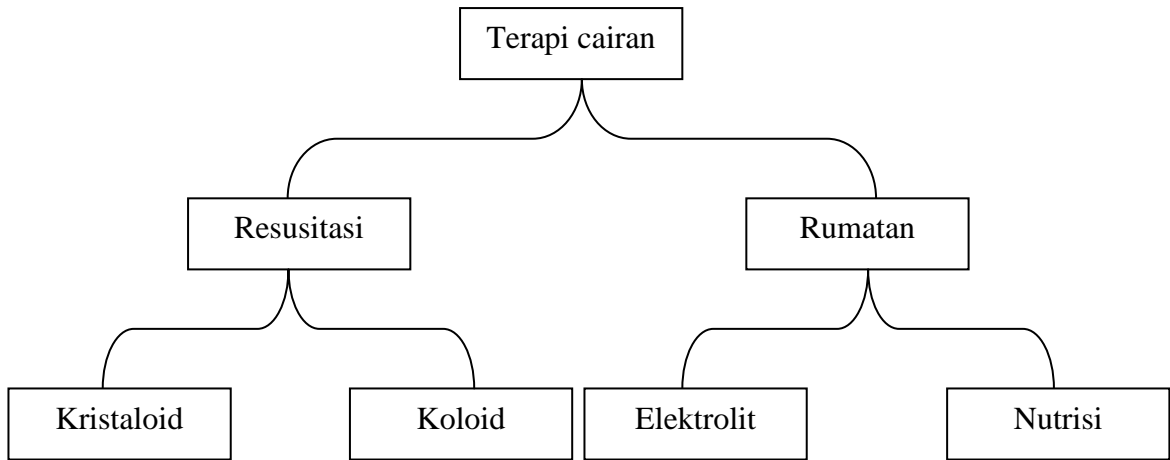 Terapi cairan
Resusitasi
Rumatan
Kristaloid
Koloid
Elektrolit
Nutrisi